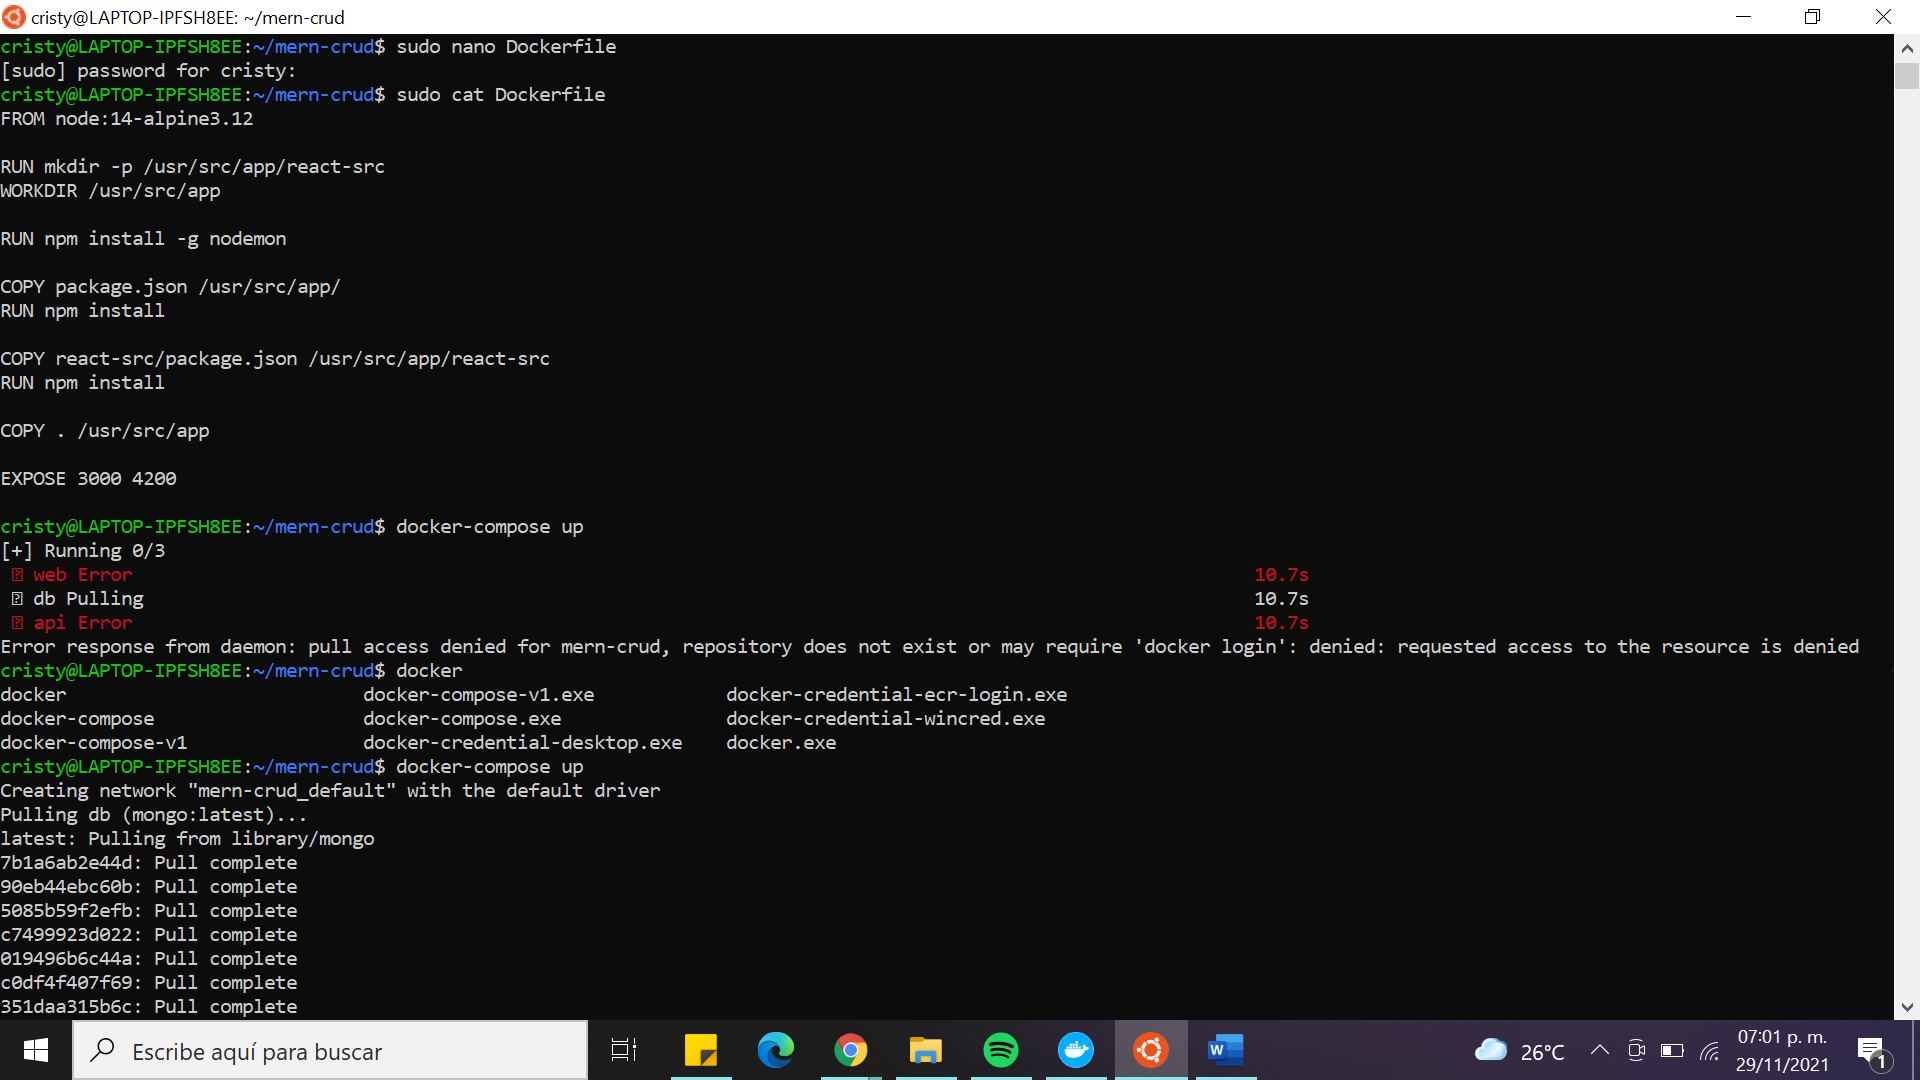 cristy@LAPTOP-IPFSH8EE: ~/mern-crud
cristy@LAPTOP-IPFSH8EE:~/mern-crud$ sudo nano Dockerfile
[sudo] password for cristy:
cristy@LAPTOP-IPFSH8EE:~/mern-crud$ sudo cat Dockerfile
FROM node:14-alpine3.12
RUN mkdir -p /usr/src/app/react-src
WORKDIR /usr/src/app
RUN npm install -g nodemon
COPY package.json /usr/src/app/
RUN npm install
COPY react-src/package.json /usr/src/app/react-src
RUN npm install
COPY . /usr/src/app
EXPOSE 3000 4200
cristy@LAPTOP-IPFSH8EE:~/mern-crud$ docker-compose up
[+] Running 0/3
web Error 10.7s
db Pulling 10.7s
api Error 10.7s
Error response from daemon: pull access denied for mern-crud, repository does not exist or may require 'docker login': denied: requested access to the resource is denied
cristy@LAPTOP-IPFSH8EE:~/mern-crud$ docker
docker docker-compose-v1.exe docker-credential-ecr-login.exe
docker-compose docker-compose.exe docker-credential-wincred.exe
docker-compose-v1 docker-credential-desktop.exe docker.exe
cristy@LAPTOP-IPFSH8EE:~/mern-crud$ docker-compose up
Creating network "mern-crud_default" with the default driver
Pulling db (mongo:latest)...
latest: Pulling from library/mongo
7b1a6ab2e44d: Pull complete
90eb44ebc60b: Pull complete
5085b59f2efb: Pull complete
c7499923d022: Pull complete
019496b6c44a: Pull complete
c0df4f407f69: Pull complete
351daa315b6c: Pull complete
Escribe aquí para buscar
W
26°C
07:01 p. m.
29/11/2021
1